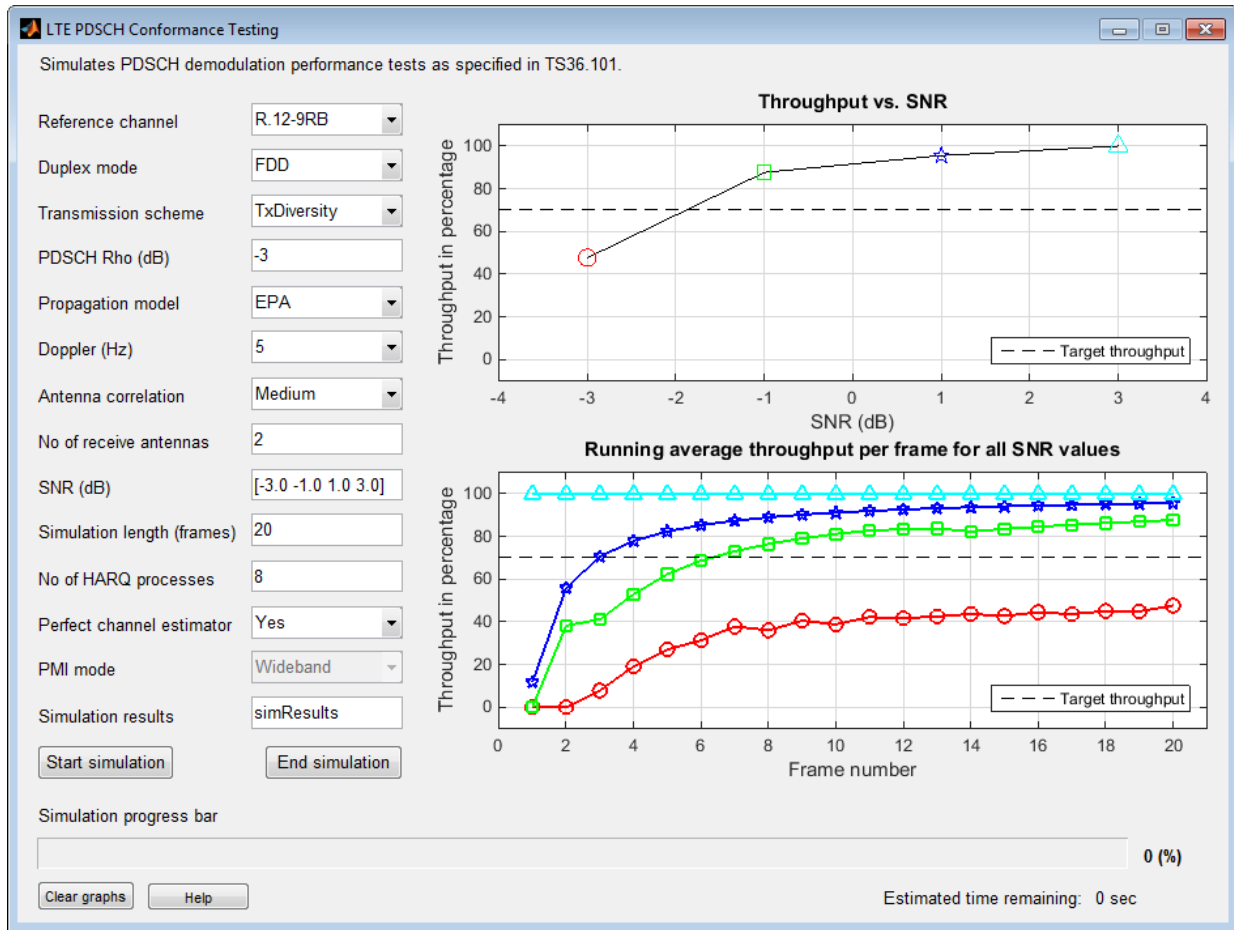 LTE PDSCH Conformance Testing
Simulates PDSCH demodulation performance tests as specified in TS36.101.
Reference channel R.12-9RB
Duplex mode FDD
Transmission scheme TxDiversity
PDSCH Rho (dB) -3
Propagation model EPA
Doppler (Hz) 5
Antenna correlation Medium
No of receive antennas 2
SNR (dB) [-3.0 -1.0 1.0 3.0]
Simulation length (frames) 20
No of HARQ processes 8
Perfect channel estimator Yes
PMI mode Wideband
Simulation results simResults
Start simulation End simulation
Throughput vs. SNR
Throughput in percentage
100
80
60
40
20
0
Target throughput
-4 -3 -2 -1 0 1 2 3 4
SNR (dB)
Running average throughput per frame for all SNR values
Throughput in percentage
100
80
60
40
20
0
Target throughput
0 2 4 6 8 10 12 14 16 18 20
Frame number
Simulation progress bar
0 (%)
Clear graphs Help
Estimated time remaining: 0 sec